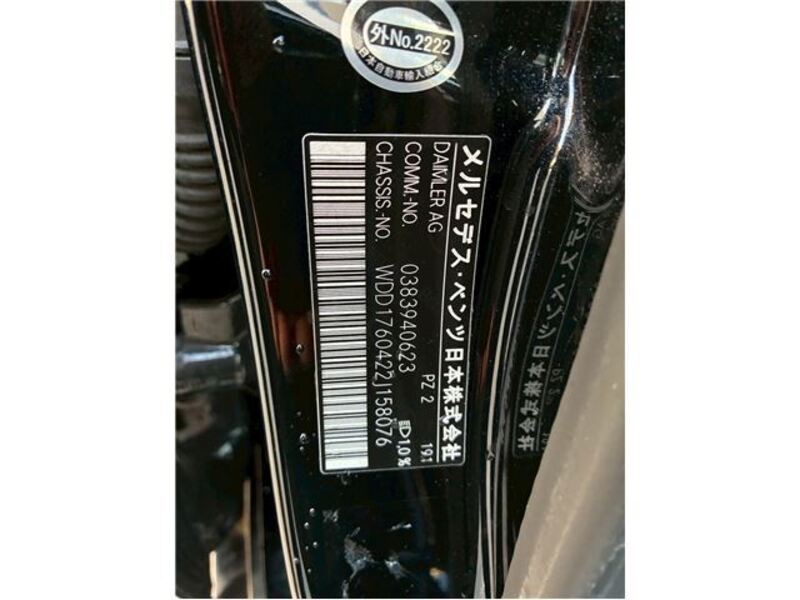 外No.2222
日本自動車輸入組合
メルセデス・ベンツ日本株式会社
DAIMLER AG
COMM.-NO. 0383940623 PZ 2
CHASSIS.-NO. WDD1760422J158076 1,0%